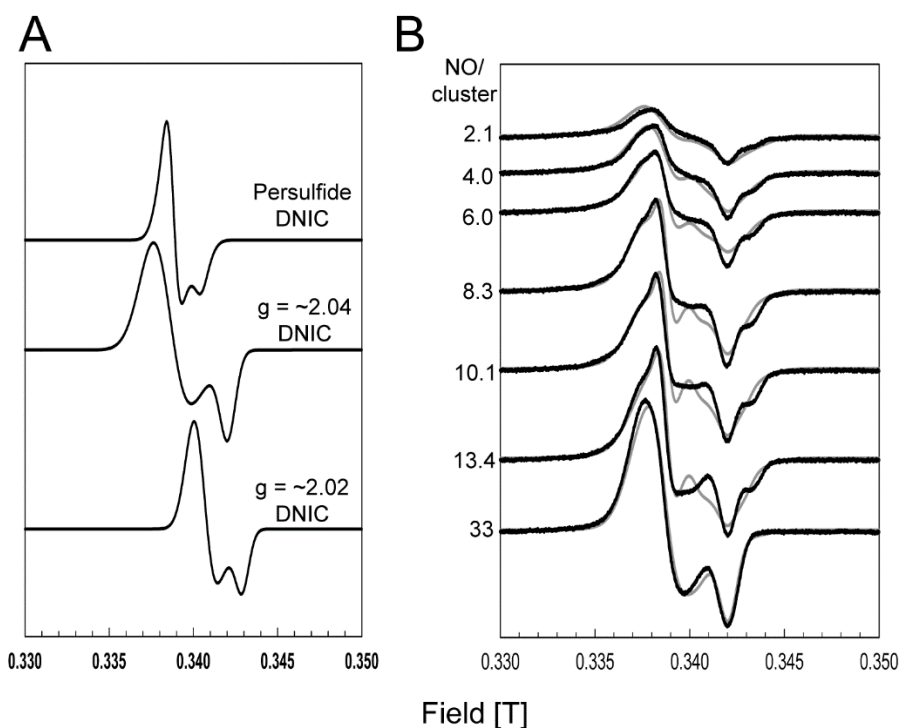 A
Persulfide
DNIC
g = ~2.04
DNIC
g = ~2.02
DNIC
0.330 0.335 0.340 0.345 0.350
B
NO/
cluster
2.1
4.0
6.0
8.3
10.1
13.4
33
0.330 0.335 0.340 0.345 0.350
Field [T]